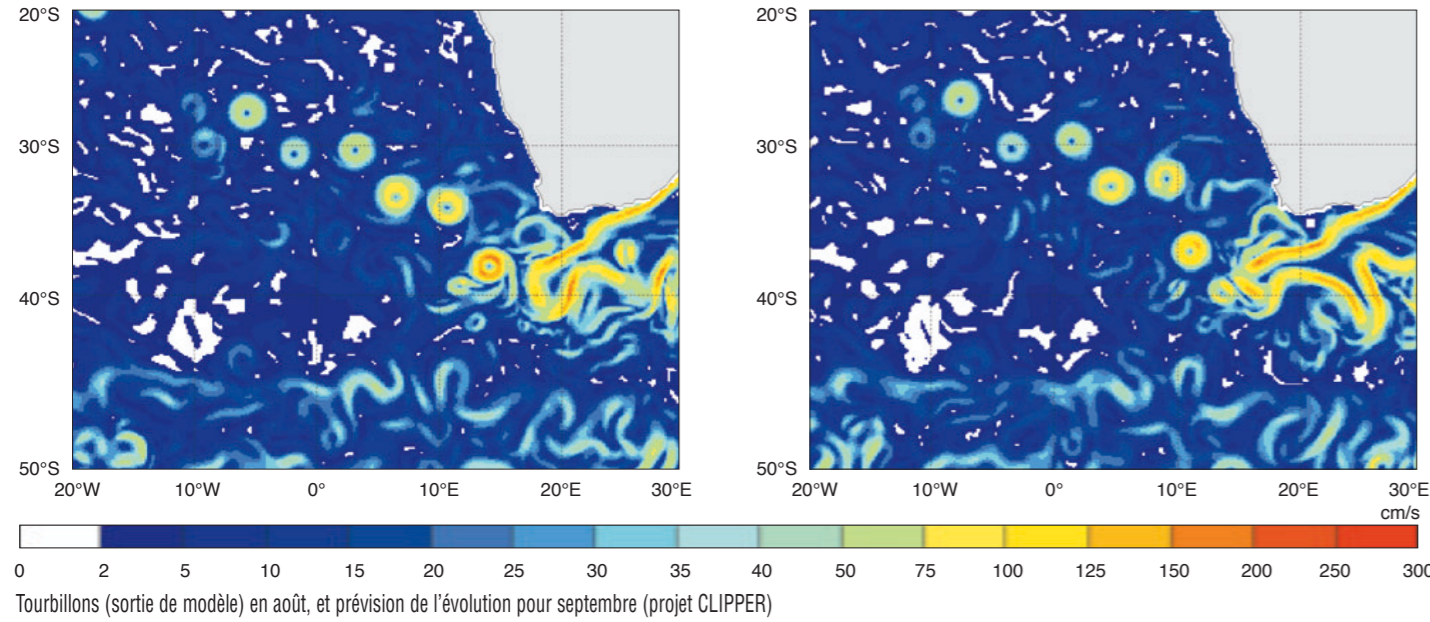 20°S 20°S
30°S 30°S
40°S 40°S
50°S 50°S
20°W 10°W 0° 10°E 20°E 30°E 20°W 10°W 0° 10°E 20°E 30°E
cm/s
0 2 5 10 15 20 25 30 35 40 50 75 100 125 150 200 250 300
Tourbillons (sortie de modèle) en août, et prévision de l'évolution pour septembre (projet CLIPPER)